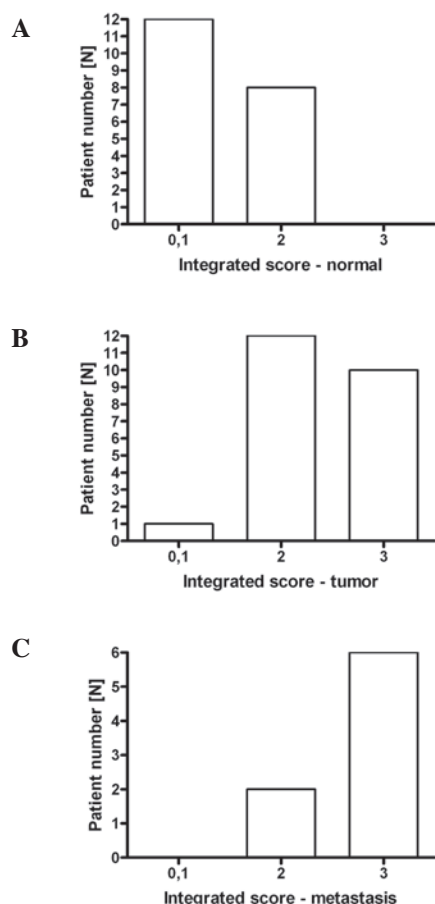 A
Patient number [N]
12
11
10
9
8
7
6
5
4
3
2
1
0
0,1 2 3
Integrated score - normal
B
Patient number [N]
12
11
10
9
8
7
6
5
4
3
2
1
0
0,1 2 3
Integrated score - tumor
C
Patient number [N]
6
5
4
3
2
1
0
0,1 2 3
Integrated score - metastasis